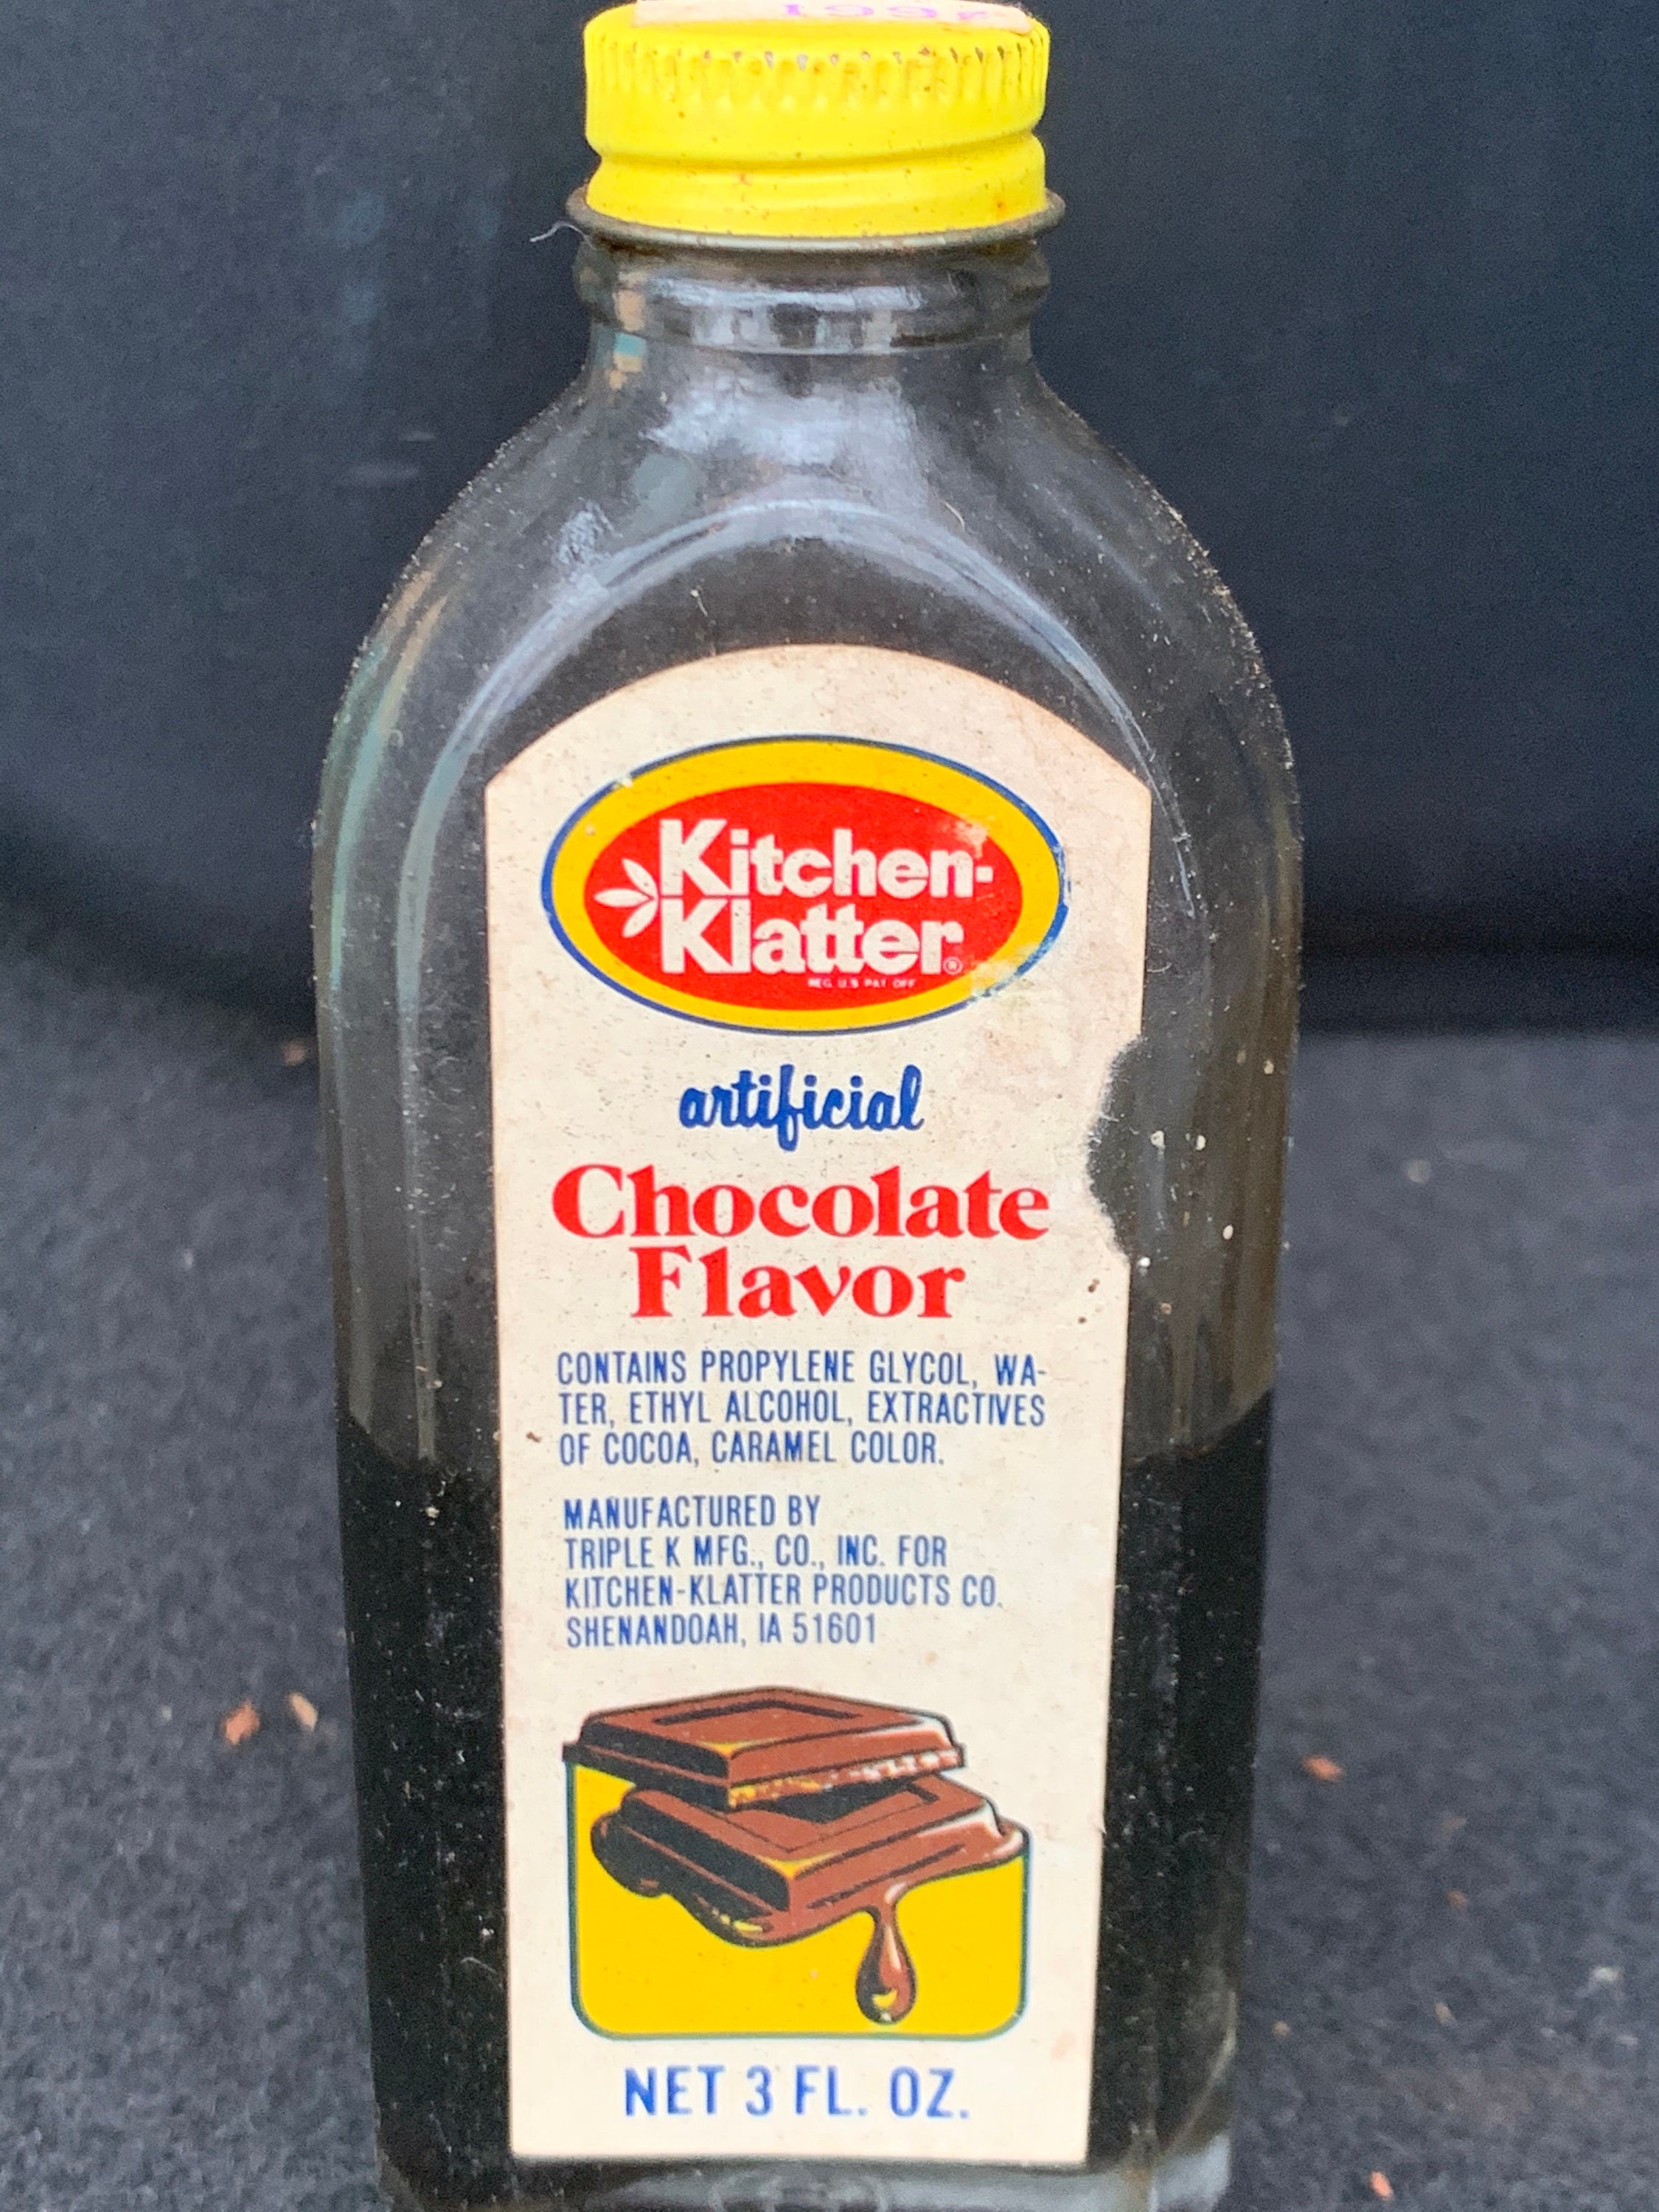 Kitchen-
Klatter®
REG. U.S. PAT. OFF.
artificial
Chocolate
Flavor
CONTAINS PROPYLENE GLYCOL, WA-
TER, ETHYL ALCOHOL, EXTRACTIVES
OF COCOA, CARAMEL COLOR.
MANUFACTURED BY
TRIPLE K MFG., CO., INC. FOR
KITCHEN-KLATTER PRODUCTS CO.
SHENANDOAH, IA 51601
NET 3 FL. OZ.